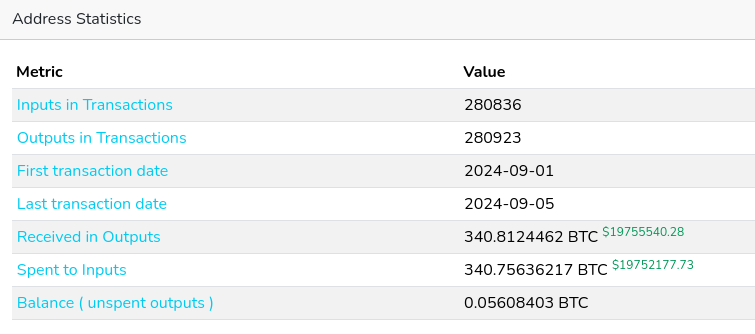 Address Statistics
Metric Value
Inputs in Transactions 280836
Outputs in Transactions 280923
First transaction date 2024-09-01
Last transaction date 2024-09-05
Received in Outputs 340.8124462 BTC $19755540.28
Spent to Inputs 340.75636217 BTC $19752177.73
Balance ( unspent outputs ) 0.05608403 BTC